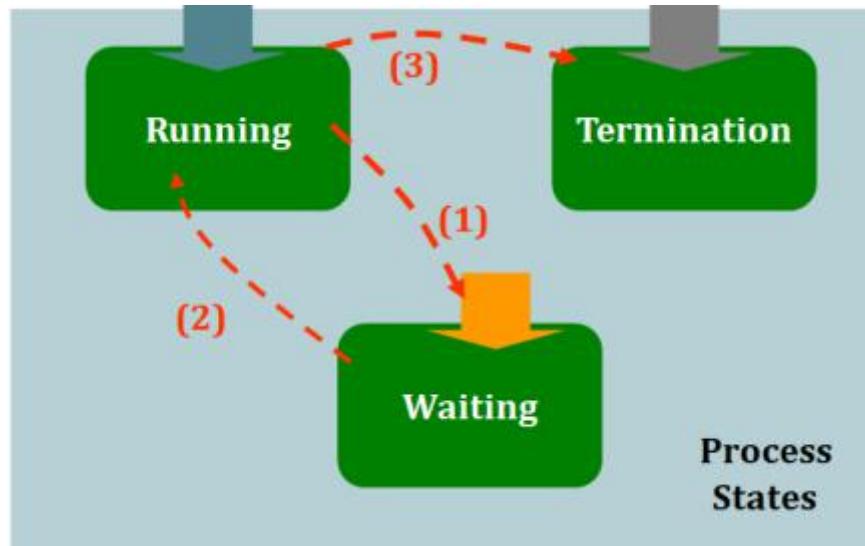 (3)
Running
Termination
(1)
(2)
Waiting
Process
States